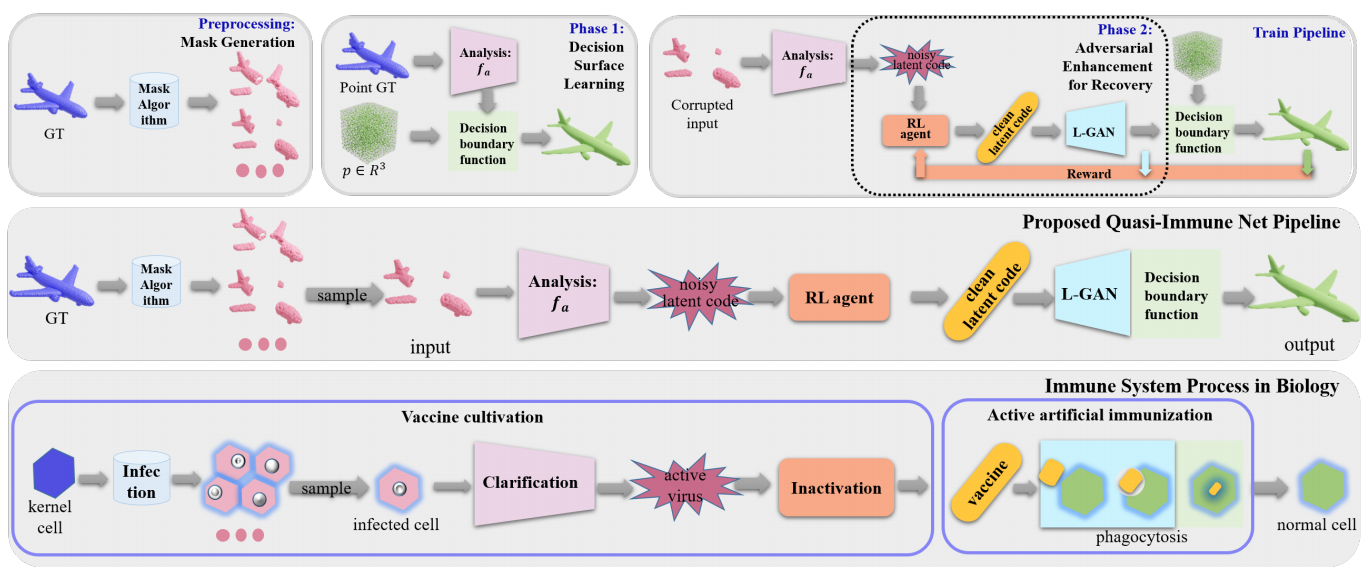 Preprocessing:
Mask Generation
GT
Mask
Algor
ithm
Phase 1:
Decision
Surface
Learning
Point GT
Analysis:
f_a
p ∈ R^3
Decision
boundary
function
Phase 2:
Adversarial
Enhancement
for Recovery
Train Pipeline
Corrupted
input
Analysis:
f_a
noisy
latent code
RL
agent
clean
latent code
L-GAN
Decision
boundary
function
Reward
Proposed Quasi-Immune Net Pipeline
GT
Mask
Algor
ithm
sample
input
Analysis:
f_a
noisy
latent code
RL agent
clean
latent code
L-GAN
Decision
boundary
function
output
Immune System Process in Biology
Vaccine cultivation
kernel
cell
Infec
tion
sample
infected cell
Clarification
active
virus
Inactivation
Active artificial immunization
vaccine
phagocytosis
normal cell